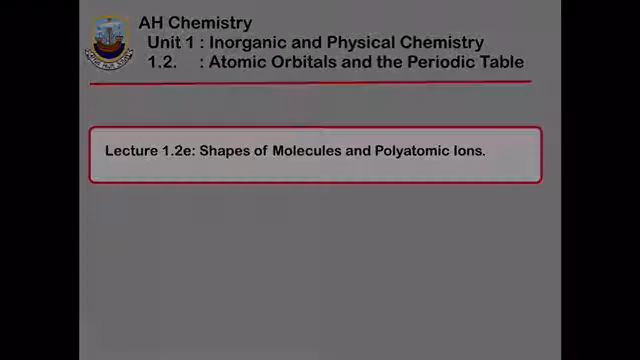 AH Chemistry
Unit 1 : Inorganic and Physical Chemistry
1.2. : Atomic Orbitals and the Periodic Table
Lecture 1.2e: Shapes of Molecules and Polyatomic Ions.